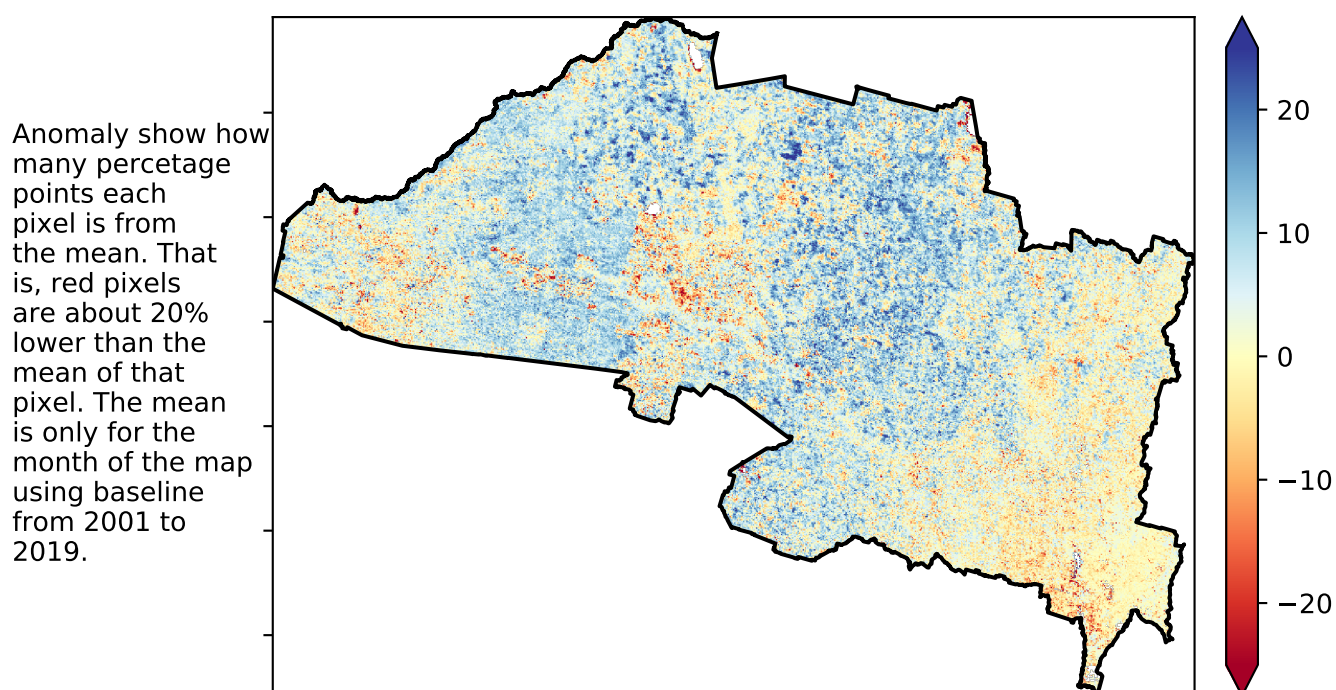 Anomaly show how
many percetage
points each
pixel is from
the mean. That
is, red pixels
are about 20%
lower than the
mean of that
pixel. The mean
is only for the
month of the map
using baseline
from 2001 to
2019.
20
10
0
−10
−20